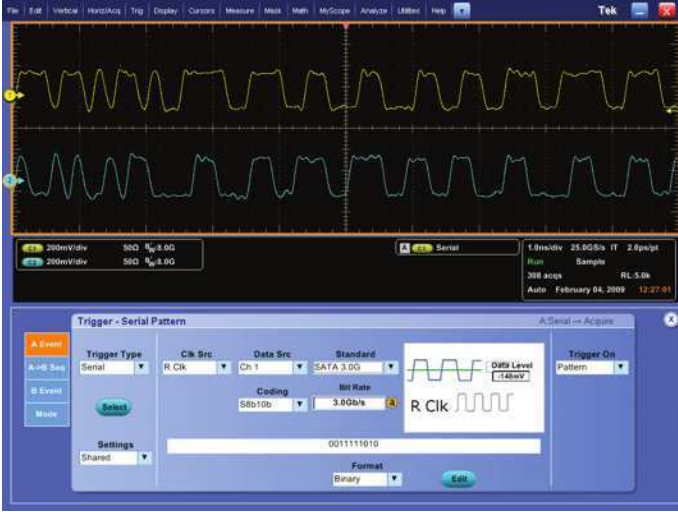 File Edit Vertical Horiz/Acq Trig Display Cursors Measure Mask Math MyScope Analyze Utilities Help Tek
1
2
C1 200mV/div 50Ω BW:8.0G
C2 200mV/div 50Ω BW:8.0G
A C1 Serial
1.0ns/div 25.0GS/s IT 2.0ps/pt
Run Sample
308 acqs RL:5.0k
Auto February 04, 2009 12:27:01
Trigger - Serial Pattern
A:Serial → Acquire
X
A Event
A->B Seq
B Event
Mode
Trigger Type
Serial
Select
Settings
Shared
Clk Src
R Clk
Data Src
Ch 1
Standard
SATA 3.0G
Coding
S8b10b
Bit Rate
3.0Gb/s
a
Data Level
-148mV
R Clk
Trigger On
Pattern
0011111010
Format
Binary
Edit